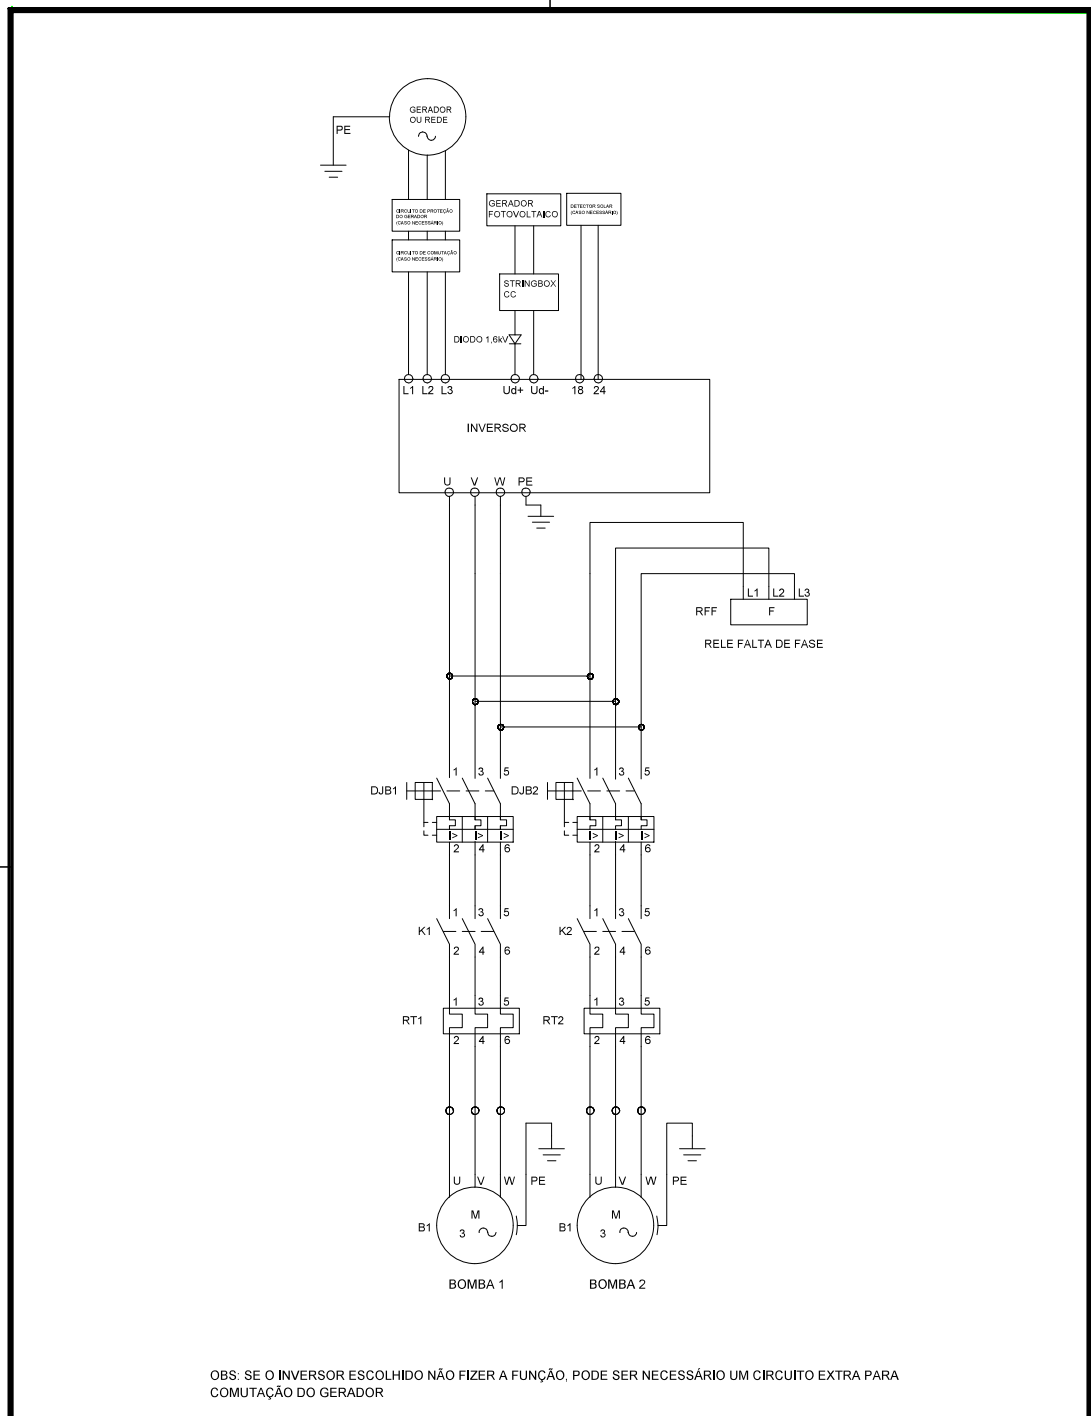 GERADOR
OU REDE
PE
CIRCUITO DE PROTEÇÃO
DO GERADOR
(CASO NECESSÁRIO)
CIRCUITO DE COMUTAÇÃO
(CASO NECESSÁRIO)
GERADOR
FOTOVOLTAICO
DETECTOR SOLAR
(CASO NECESSÁRIO)
STRINGBOX
CC
DIODO 1,6kV
L1 L2 L3 Ud+ Ud- 18 24
INVERSOR
U V W PE
L1 L2 L3
RFF F
RELE FALTA DE FASE
1 3 5 1 3 5
DJB1 DJB2
I> I> I> I> I> I>
2 4 6 2 4 6
1 3 5 1 3 5
K1 K2
2 4 6 2 4 6
1 3 5 1 3 5
RT1 RT2
2 4 6 2 4 6
U V W PE U V W PE
M M
B1 3 B1 3
BOMBA 1 BOMBA 2
OBS: SE O INVERSOR ESCOLHIDO NÃO FIZER A FUNÇÃO, PODE SER NECESSÁRIO UM CIRCUITO EXTRA PARA
COMUTAÇÃO DO GERADOR